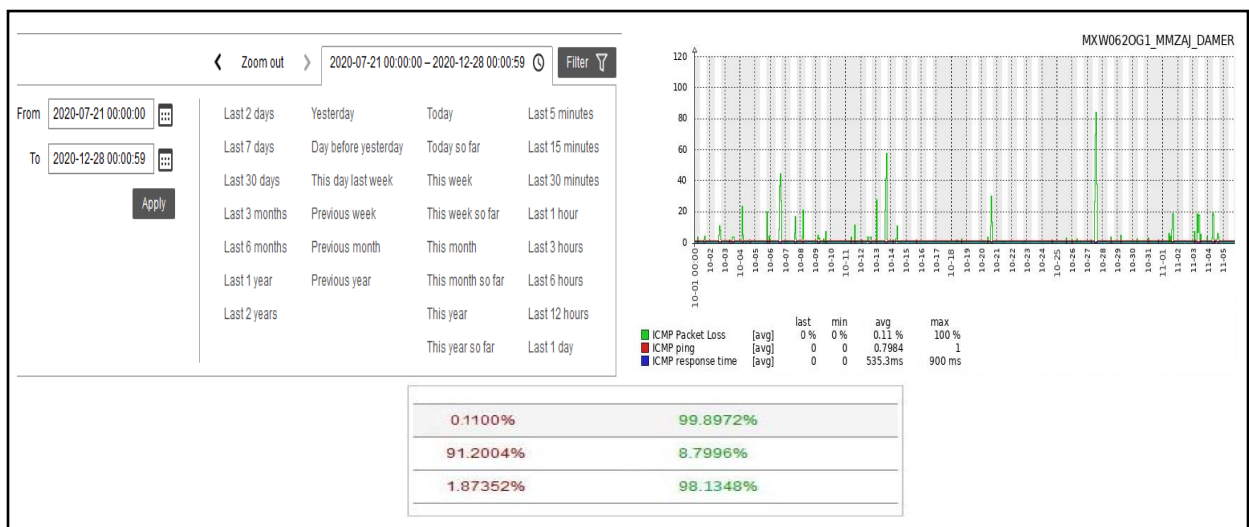 Zoom out 2020-07-21 00:00:00 – 2020-12-28 00:00:59 Filter
From 2020-07-21 00:00:00
To 2020-12-28 00:00:59
Apply
Last 2 days Yesterday Today Last 5 minutes
Last 7 days Day before yesterday Today so far Last 15 minutes
Last 30 days This day last week This week Last 30 minutes
Last 3 months Previous week This week so far Last 1 hour
Last 6 months Previous month This month Last 3 hours
Last 1 year Previous year This month so far Last 6 hours
Last 2 years This year Last 12 hours
This year so far Last 1 day
MXW062OG1_MMZAJ_DAMER
120
100
80
60
40
20
0
10-01 00:00 10-02 10-03 10-04 10-05 10-06 10-07 10-08 10-09 10-10 10-11 10-12 10-13 10-14 10-15 10-16 10-17 10-18 10-19 10-20 10-21 10-22 10-23 10-24 10-25 10-26 10-27 10-28 10-29 10-30 10-31 11-01 11-02 11-03 11-04 11-05
last min avg max
ICMP Packet Loss [avg] 0 % 0 % 0.11 % 100 %
ICMP ping [avg] 0 0 0.7984 1
ICMP response time [avg] 0 0 535.3ms 900 ms
0.1100% 99.8972%
91.2004% 8.7996%
1.87352% 98.1348%